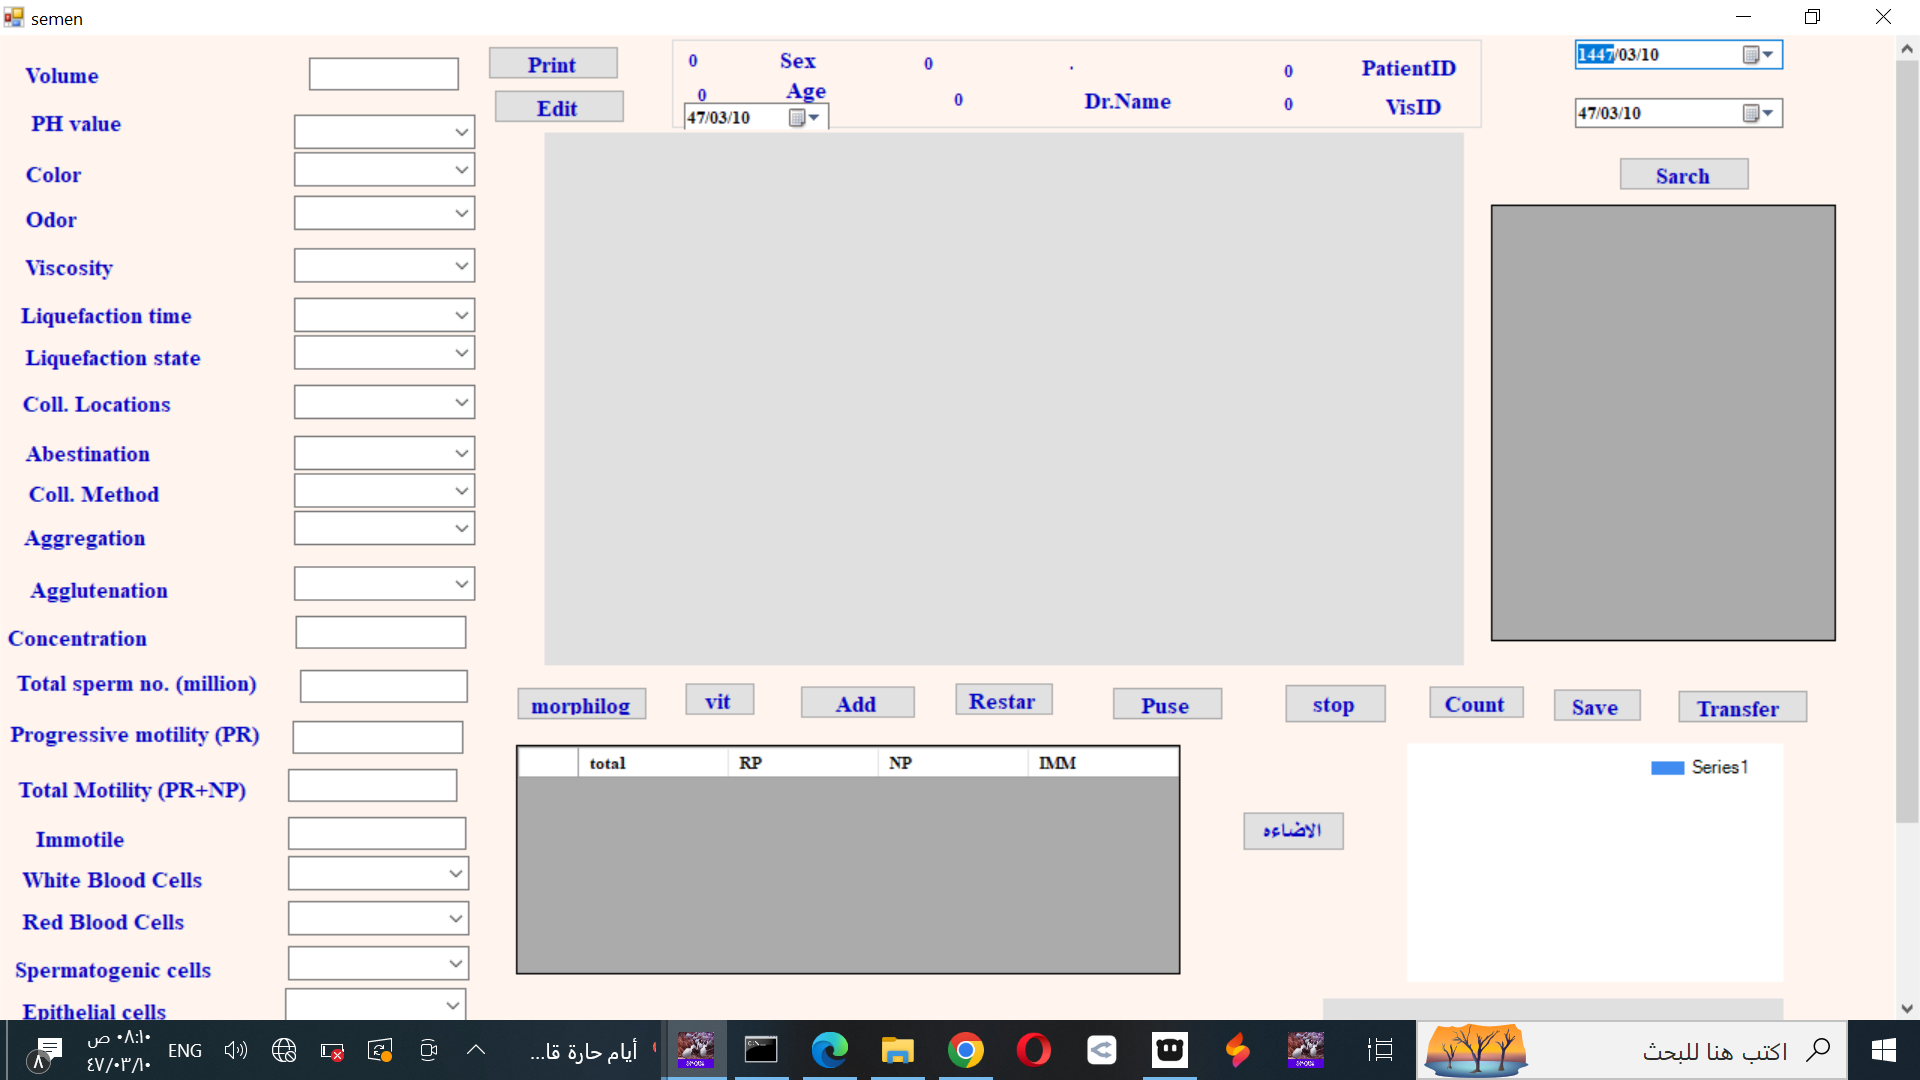 semen
Volume
PH value
Color
Odor
Viscosity
Liquefaction time
Liquefaction state
Coll. Locations
Abestination
Coll. Method
Aggregation
Agglutenation
Concentration
Total sperm no. (million)
Progressive motility (PR)
Total Motility (PR+NP)
Immotile
White Blood Cells
Red Blood Cells
Spermatogenic cells
Epithelial cells
Print
Edit
0 Sex 0 . 0 PatientID
0 Age 0 Dr.Name 0 VisID
47/03/10
1447/03/10
47/03/10
Sarch
morphilog vit Add Restar Puse stop Count Save Transfer
total RP NP IMM
الاضاءه
Series1
٠٨:١٠ ص
٤٧/٠٣/١٠
ENG
أيام حارة قا...
اكتب هنا للبحث